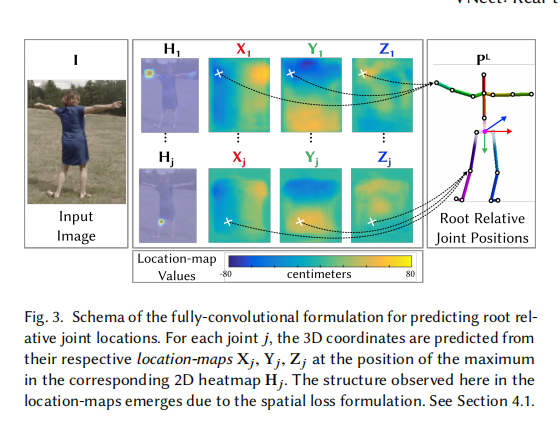 VNect: Real-
I
H1
X1
Y1
Z1
PL
Hj
Xj
Yj
Zj
Input
Image
Root Relative
Joint Positions
Location-map
Values
-80
centimeters
80
Fig. 3. Schema of the fully-convolutional formulation for predicting root rel-
ative joint locations. For each joint j, the 3D coordinates are predicted from
their respective location-maps Xj, Yj, Zj at the position of the maximum
in the corresponding 2D heatmap Hj. The structure observed here in the
location-maps emerges due to the spatial loss formulation. See Section 4.1.